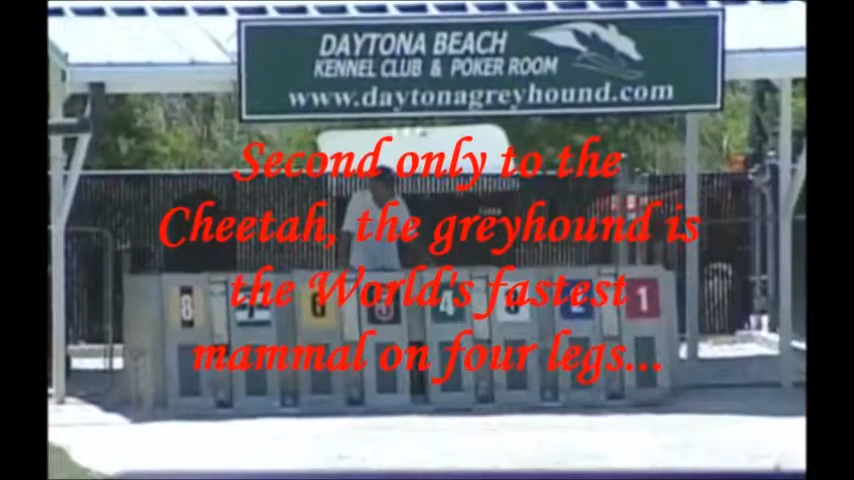 DAYTONA BEACH
KENNEL CLUB & POKER ROOM
www.daytonagreyhound.com
Second only to the
Cheetah, the greyhound is
the World's fastest
mammal on four legs...
8 7 6 5 4 3 2 1